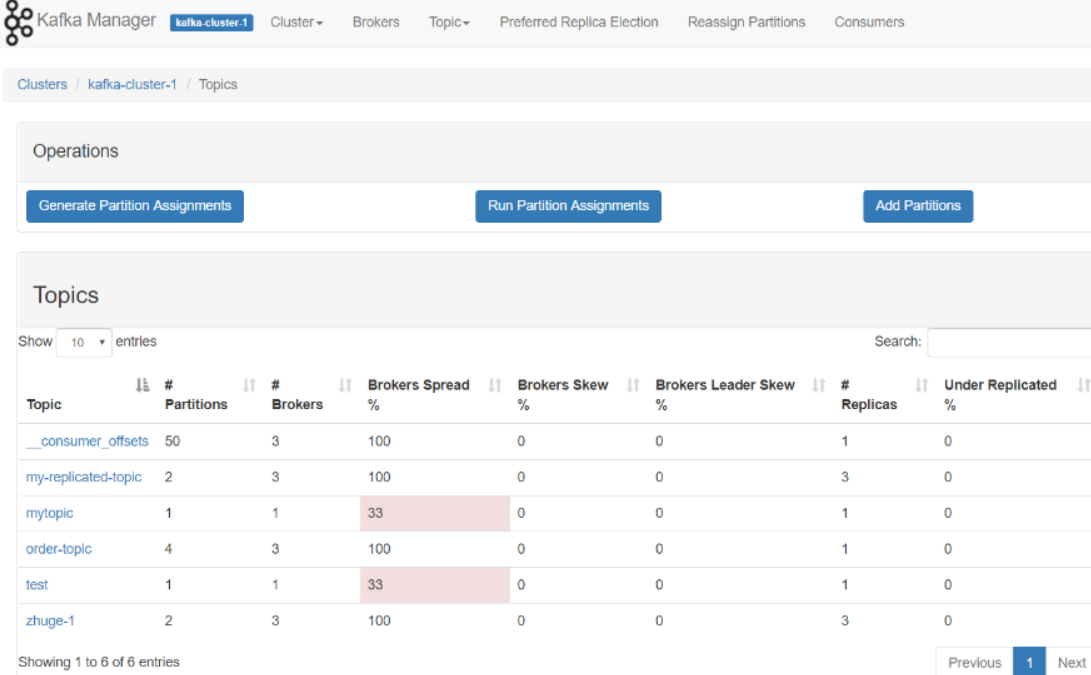 Kafka Manager kafka-cluster-1 Cluster Brokers Topic Preferred Replica Election Reassign Partitions Consumers
Clusters / kafka-cluster-1 / Topics
Operations
Generate Partition Assignments Run Partition Assignments Add Partitions
Topics
Show 10 entries Search:
Topic # Partitions # Brokers Brokers Spread % Brokers Skew % Brokers Leader Skew % # Replicas Under Replicated %
__consumer_offsets 50 3 100 0 0 1 0
my-replicated-topic 2 3 100 0 0 3 0
mytopic 1 1 33 0 0 1 0
order-topic 4 3 100 0 0 1 0
test 1 1 33 0 0 1 0
zhuge-1 2 3 100 0 0 3 0
Showing 1 to 6 of 6 entries Previous 1 Next